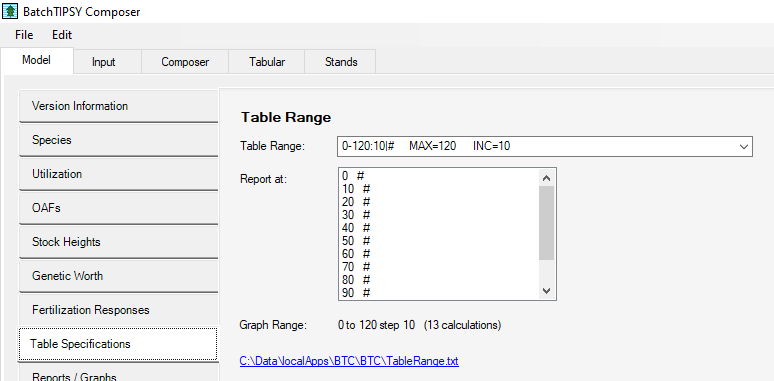 BatchTIPSY Composer
File Edit
Model Input Composer Tabular Stands
Version Information
Species
Utilization
OAFs
Stock Heights
Genetic Worth
Fertilization Responses
Table Specifications
Reports / Graphs
Table Range
Table Range: 0-120:10|# MAX=120 INC=10
Report at:
0 #
10 #
20 #
30 #
40 #
50 #
60 #
70 #
80 #
90 #
Graph Range: 0 to 120 step 10 (13 calculations)
C:\Data\localApps\BTC\BTC\TableRange.txt